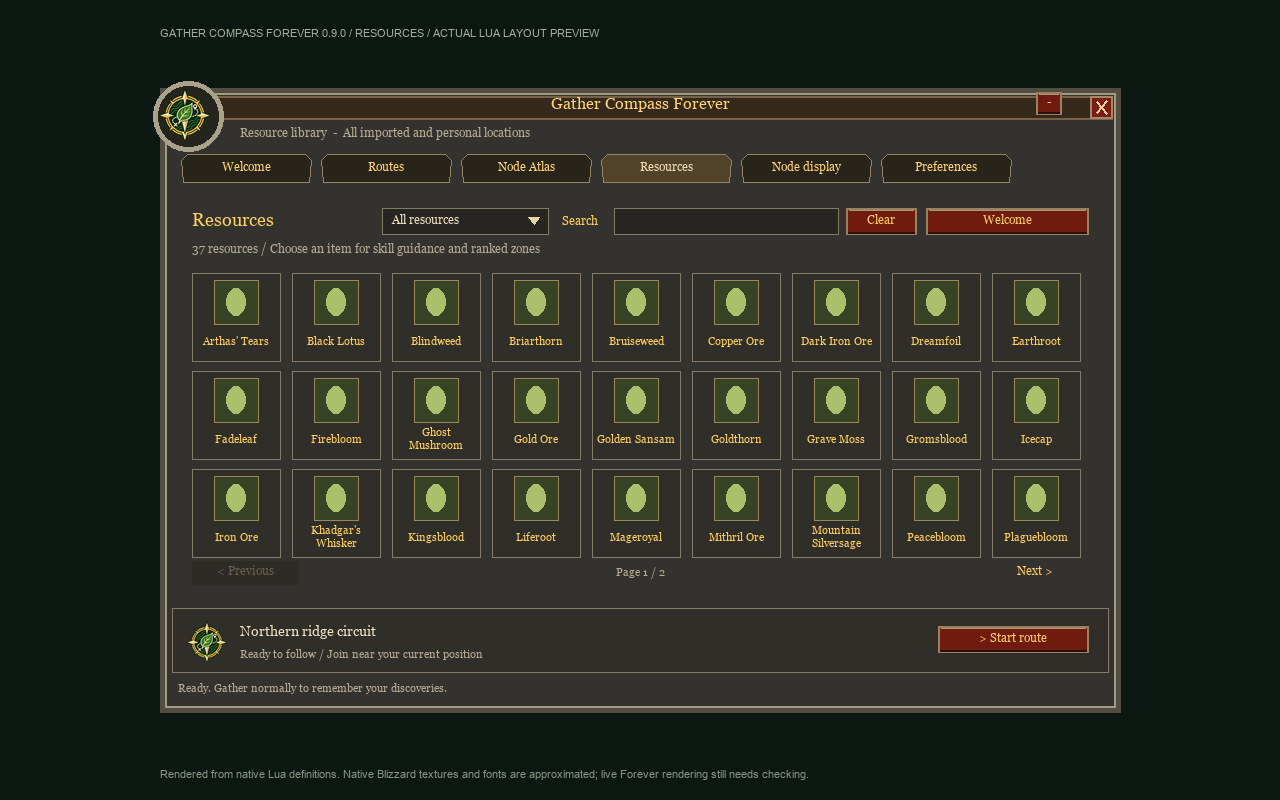 GATHER COMPASS FOREVER 0.9.0 / RESOURCES / ACTUAL LUA LAYOUT PREVIEW
Gather Compass Forever
-
X
Resource library - All imported and personal locations
Welcome
Routes
Node Atlas
Resources
Node display
Preferences
Resources
All resources
Search
Clear
Welcome
37 resources / Choose an item for skill guidance and ranked zones
Arthas' Tears
Black Lotus
Blindweed
Briarthorn
Bruiseweed
Copper Ore
Dark Iron Ore
Dreamfoil
Earthroot
Fadeleaf
Firebloom
Ghost
Mushroom
Gold Ore
Golden Sansam
Goldthorn
Grave Moss
Gromsblood
Icecap
Iron Ore
Khadgar's
Whisker
Kingsblood
Liferoot
Mageroyal
Mithril Ore
Mountain
Silversage
Peacebloom
Plaguebloom
< Previous
Page 1 / 2
Next >
Northern ridge circuit
Ready to follow / Join near your current position
> Start route
Ready. Gather normally to remember your discoveries.
Rendered from native Lua definitions. Native Blizzard textures and fonts are approximated; live Forever rendering still needs checking.